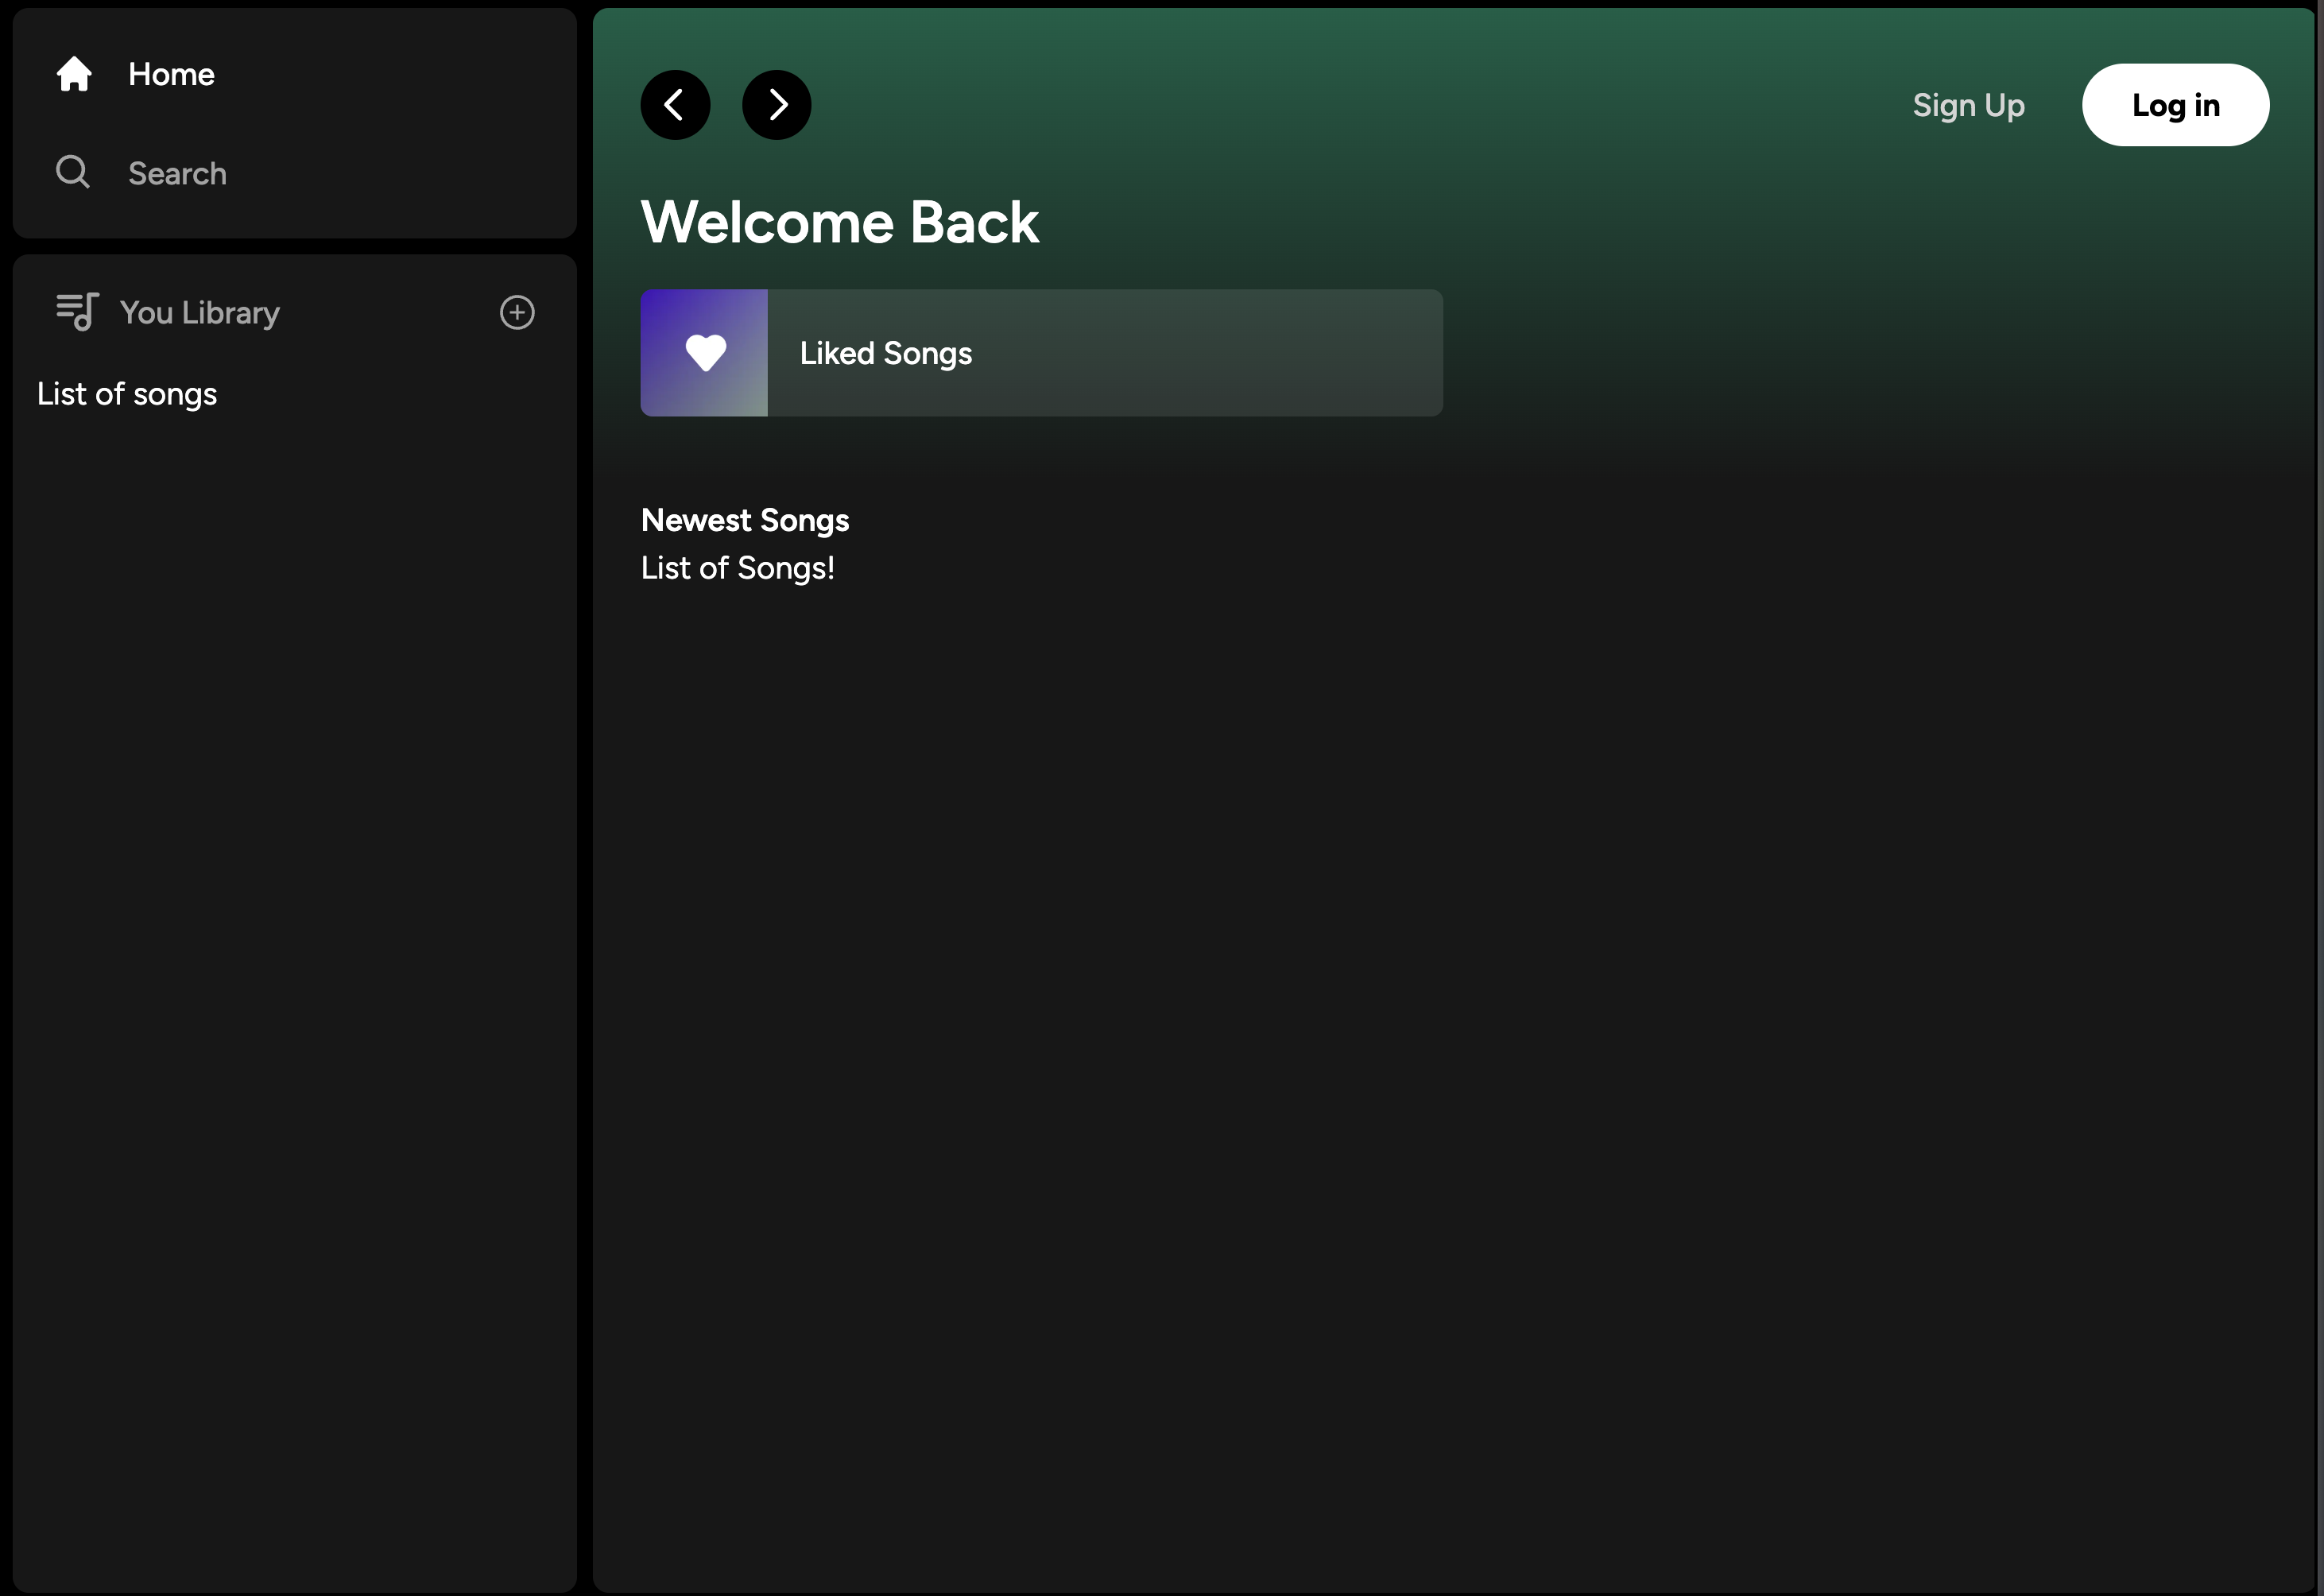 Home
Search
You Library
List of songs
Sign Up
Log in
Welcome Back
Liked Songs
Newest Songs
List of Songs!